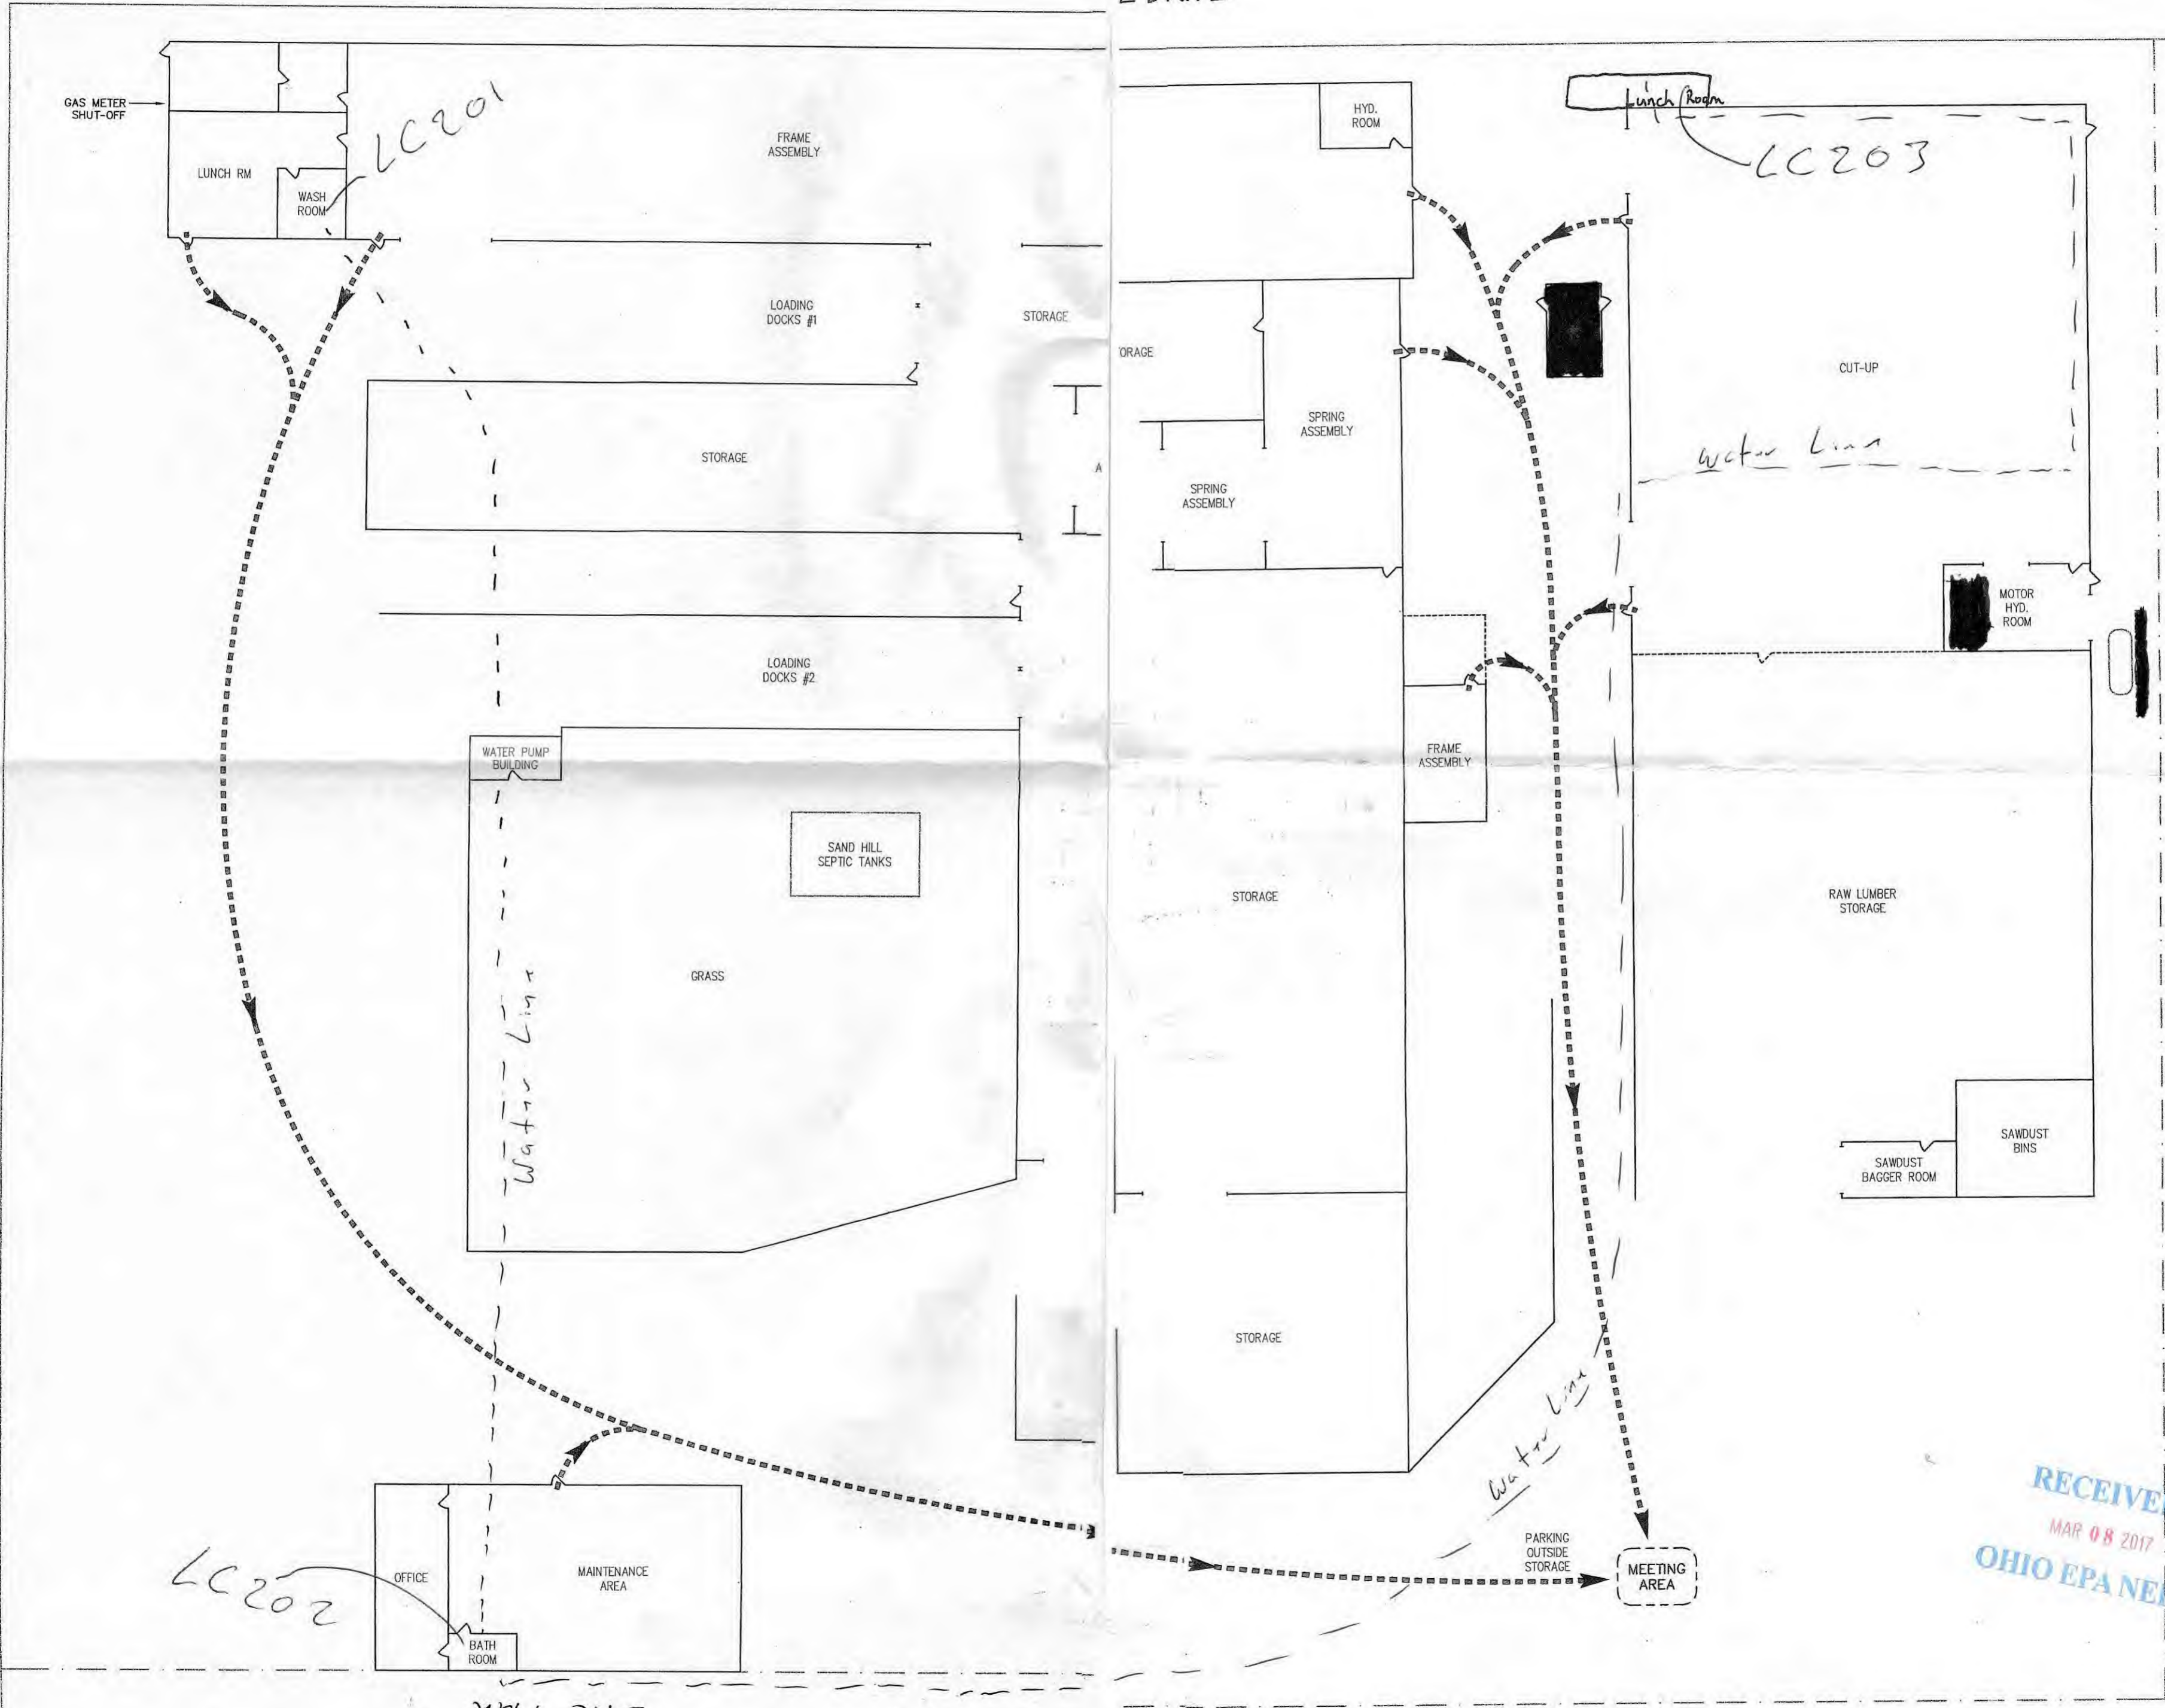 GAS METER
SHUT-OFF
LUNCH RM
WASH
ROOM
LC201
FRAME
ASSEMBLY
LOADING
DOCKS #1
STORAGE
STORAGE
LOADING
DOCKS #2
WATER PUMP
BUILDING
SAND HILL
SEPTIC TANKS
GRASS
Water Line
OFFICE
MAINTENANCE
AREA
BATH
ROOM
LC202
A
HYD.
ROOM
Lunch Room
LC203
ORAGE
SPRING
ASSEMBLY
SPRING
ASSEMBLY
CUT-UP
Water Line
MOTOR
HYD.
ROOM
FRAME
ASSEMBLY
STORAGE
RAW LUMBER
STORAGE
SAWDUST
BINS
SAWDUST
BAGGER ROOM
STORAGE
Water Line
PARKING
OUTSIDE
STORAGE
MEETING
AREA
RECEIVE
MAR 08 2017
OHIO EPA